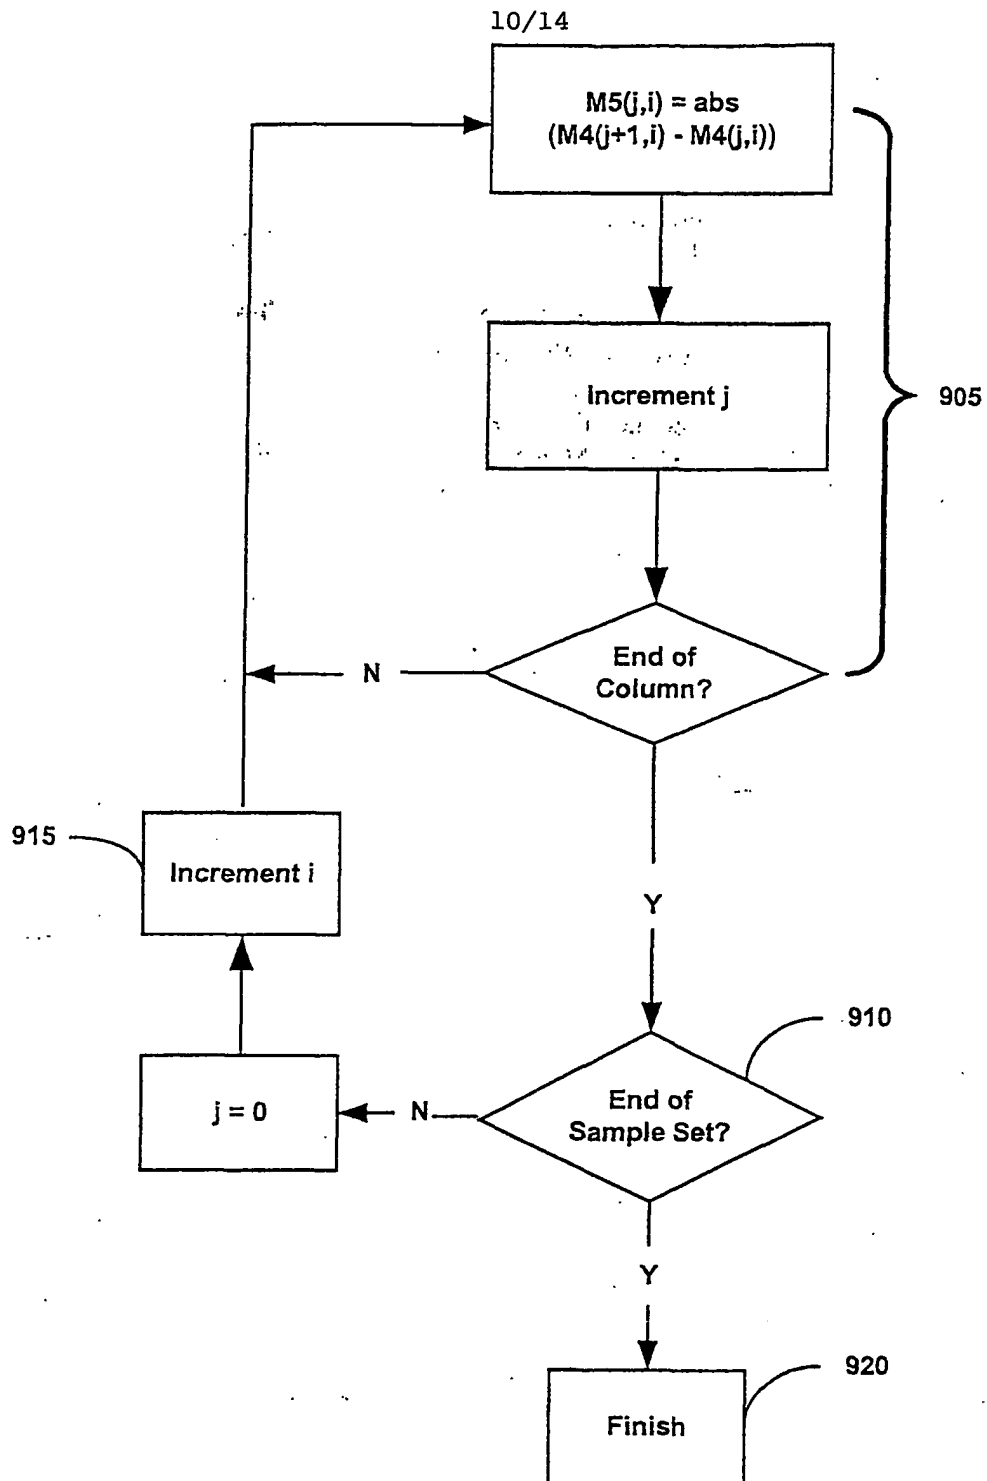 10/14
M5(j,i) = abs
(M4(j+1,i) - M4(j,i))
Increment j
905
End of
Column?
N
915
Increment i
Y
910
End of
Sample Set?
N
j = 0
Y
920
Finish